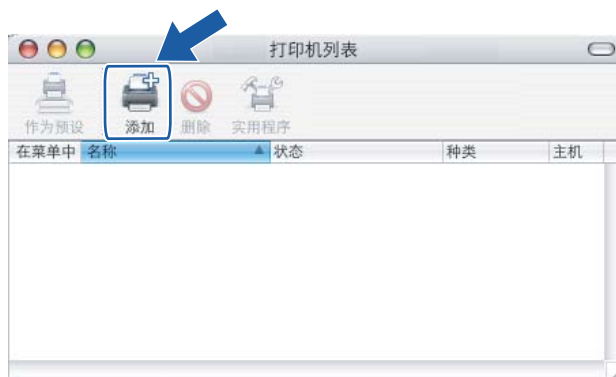 打印机列表
作为预设 添加 删除 实用程序
在菜单中 名称 状态 种类 主机